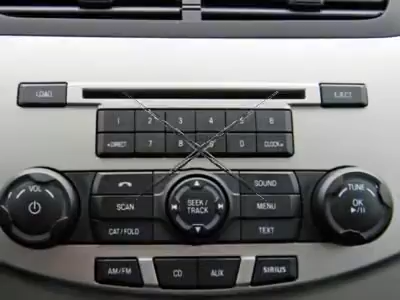 LOAD EJECT
1 2 3 4 5 6
<DIRECT 7 8 9 0 CLOCK
VOL SOUND TUNE
SCAN SEEK/ MENU OK
TRACK
CAT/FOLD TEXT
AM/FM CD AUX SIRIUS